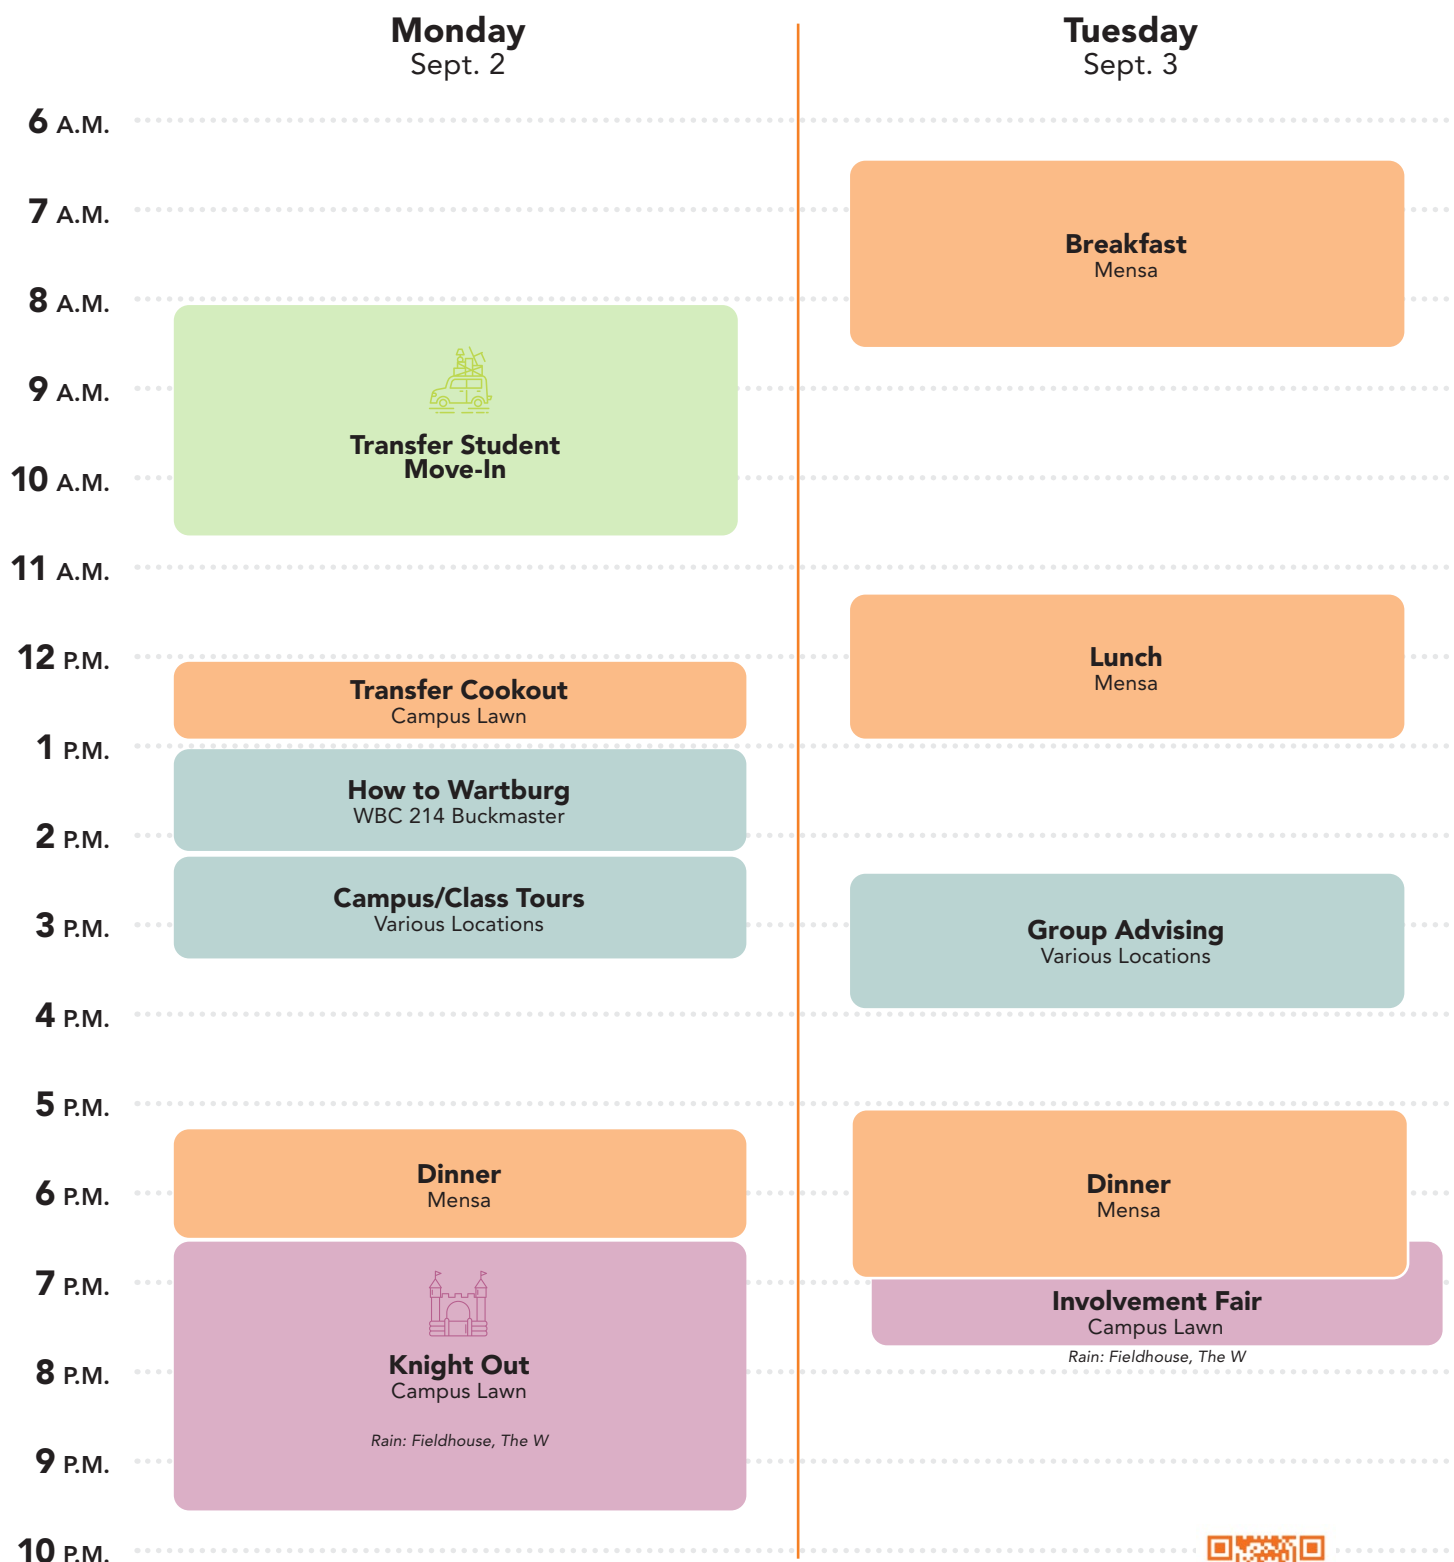 Monday
Sept. 2
Tuesday
Sept. 3
6 A.M.
7 A.M.
8 A.M.
9 A.M.
10 A.M.
11 A.M.
12 P.M.
1 P.M.
2 P.M.
3 P.M.
4 P.M.
5 P.M.
6 P.M.
7 P.M.
8 P.M.
9 P.M.
10 P.M.
Transfer Student
Move-In
Transfer Cookout
Campus Lawn
How to Wartburg
WBC 214 Buckmaster
Campus/Class Tours
Various Locations
Dinner
Mensa
Knight Out
Campus Lawn
Rain: Fieldhouse, The W
Breakfast
Mensa
Lunch
Mensa
Group Advising
Various Locations
Dinner
Mensa
Involvement Fair
Campus Lawn
Rain: Fieldhouse, The W